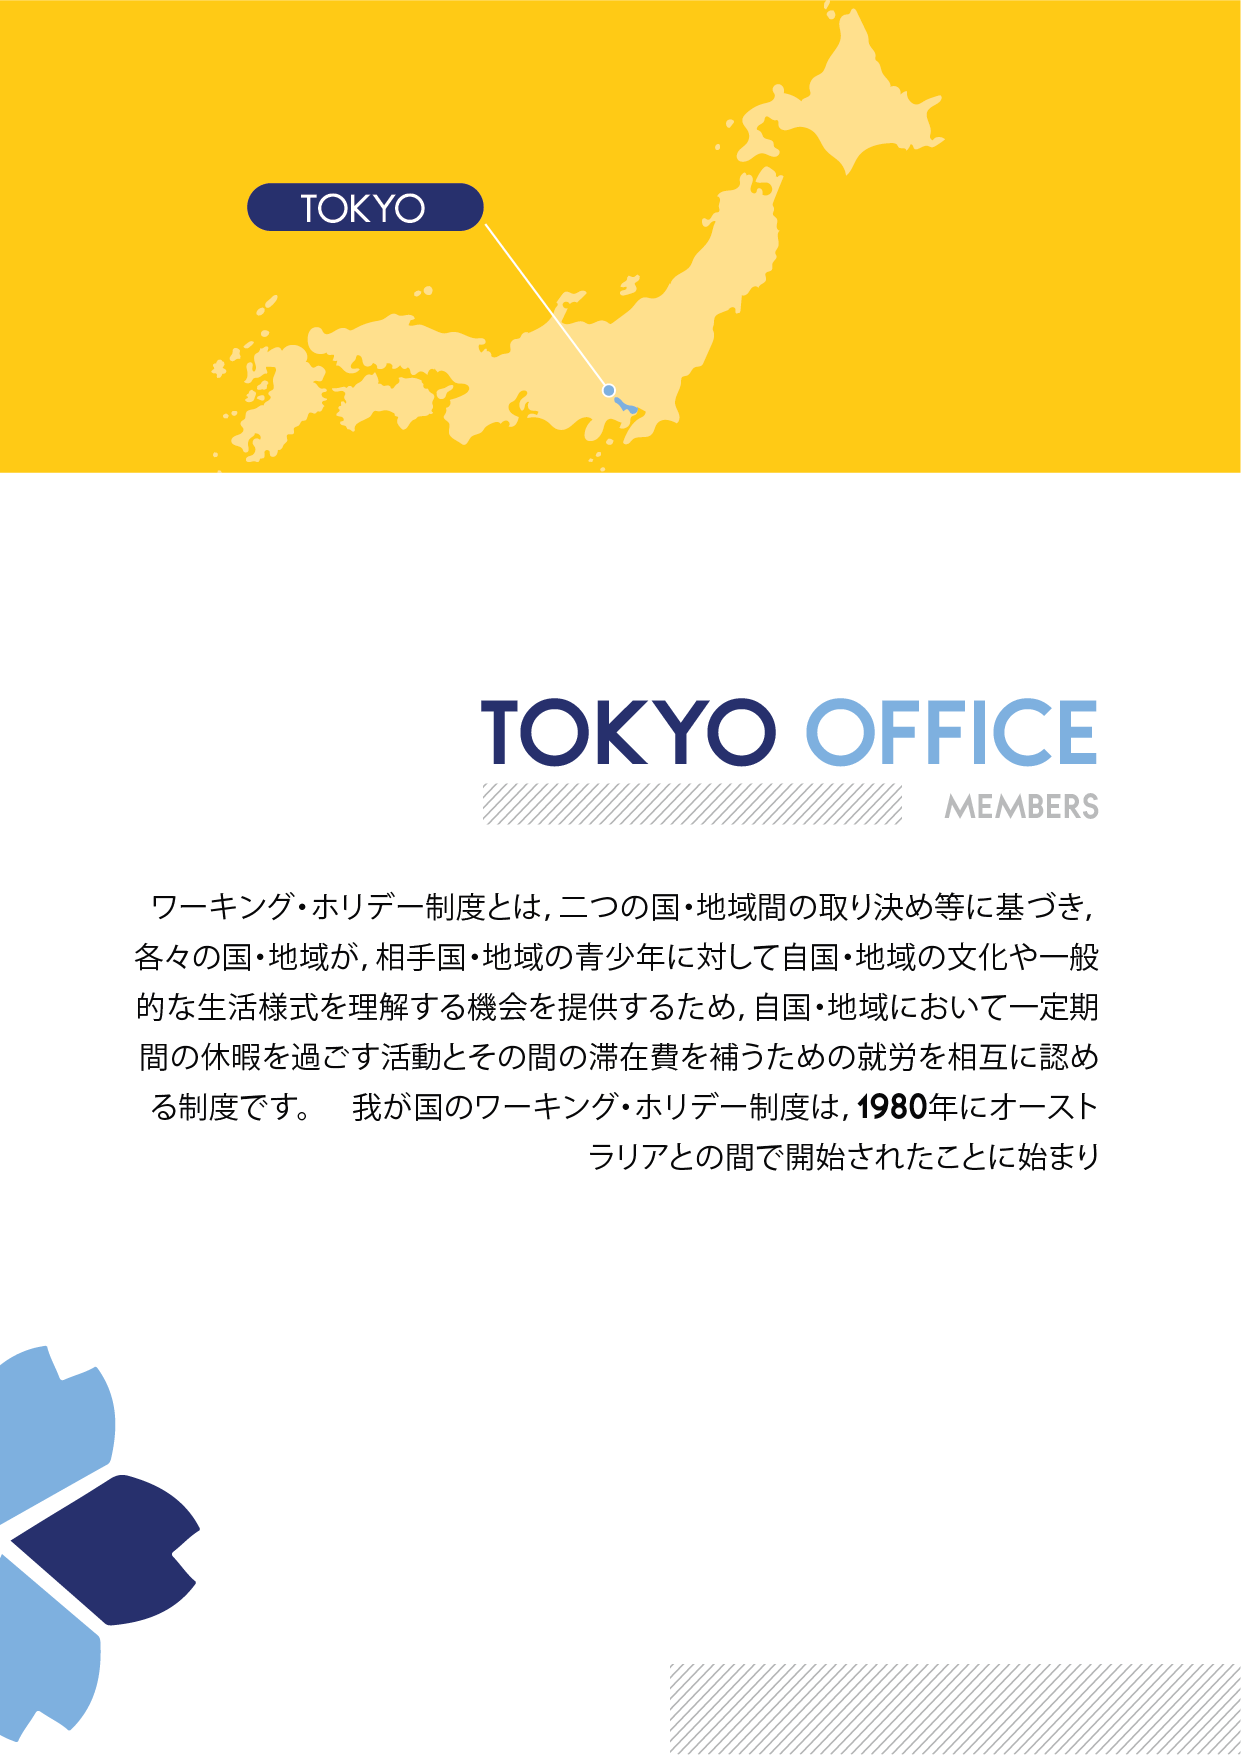 TOKYO
TOKYO OFFICE
MEMBERS
ワーキング・ホリデー制度とは, 二つの国・地域間の取り決め等に基づき,
各々の国・地域が, 相手国・地域の青少年に対して自国・地域の文化や一般
的な生活様式を理解する機会を提供するため, 自国・地域において一定期
間の休暇を過ごす活動とその間の滞在費を補うための就労を相互に認め
る制度です。　我が国のワーキング・ホリデー制度は, 1980年にオースト
ラリアとの間で開始されたことに始まり